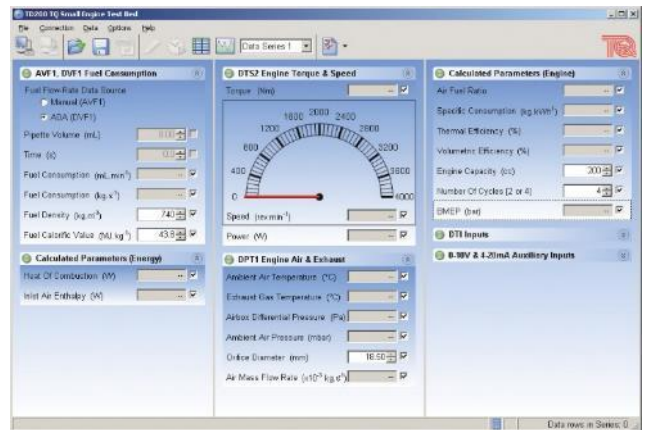 TD200 TQ Small Engine Test Bed
File Connection Data Options Help
Data Series 1
TQ
AVF1, DVF1 Fuel Consumption
Fuel Flow Rate Data Source
Manual (AVF1)
ADA (DVF1)
Pipette Volume (mL) 8.00
Time (s) 0.0
Fuel Consumption (mL.min⁻¹) --
Fuel Consumption (kg.s⁻¹) --
Fuel Density (kg.m³) 740
Fuel Calorific Value (MJ.kg⁻¹) 43.8
Calculated Parameters (Energy)
Heat Of Combustion (W) --
Inlet Air Enthalpy (W) --
DTS2 Engine Torque & Speed
Torque (Nm) --
0 400 800 1200 1600 2000 2400 2800 3200 3600 4000
Speed (rev.min⁻¹) --
Power (W) --
DPT1 Engine Air & Exhaust
Ambient Air Temperature (°C) --
Exhaust Gas Temperature (°C) --
Airbox Differential Pressure (Pa) --
Ambient Air Pressure (mbar) --
Orifice Diameter (mm) 18.50
Air Mass Flow Rate (x10⁻³ kg.s⁻¹) --
Calculated Parameters (Engine)
Air Fuel Ratio --
Specific Consumption (kg.kWh⁻¹) --
Thermal Efficiency (%) --
Volumetric Efficiency (%) --
Engine Capacity (cc) 200
Number Of Cycles [2 or 4] 4
BMEP (bar) --
DTI Inputs
0-10V & 4-20mA Auxiliary Inputs
Data rows in Series: 0